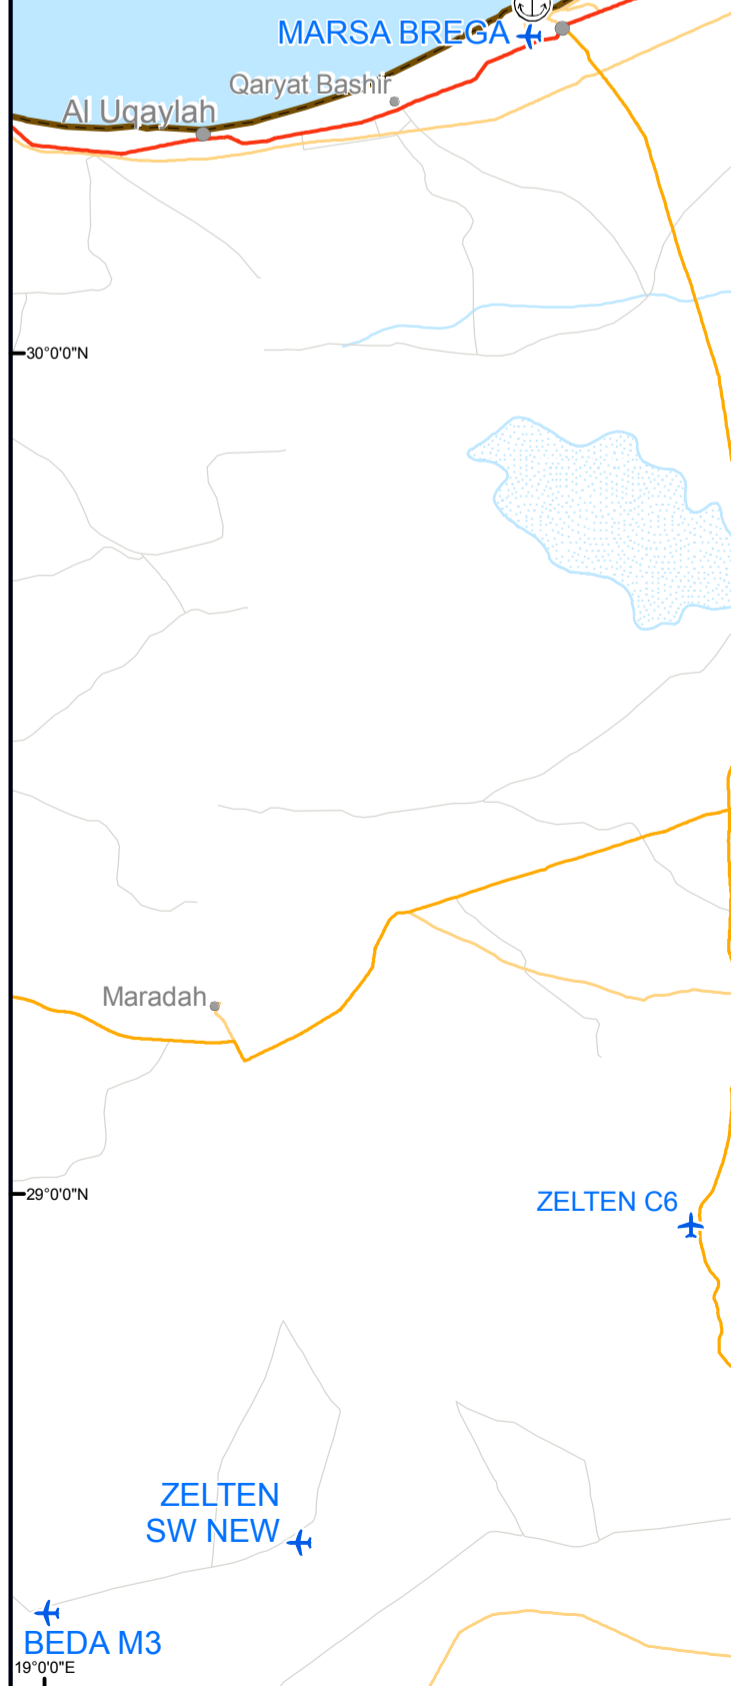 MARSA BREGA
Qaryat Bashir
Al Uqaylah
30°0'0"N
Maradah
29°0'0"N
ZELTEN C6
ZELTEN
SW NEW
BEDA M3
19°0'0"E